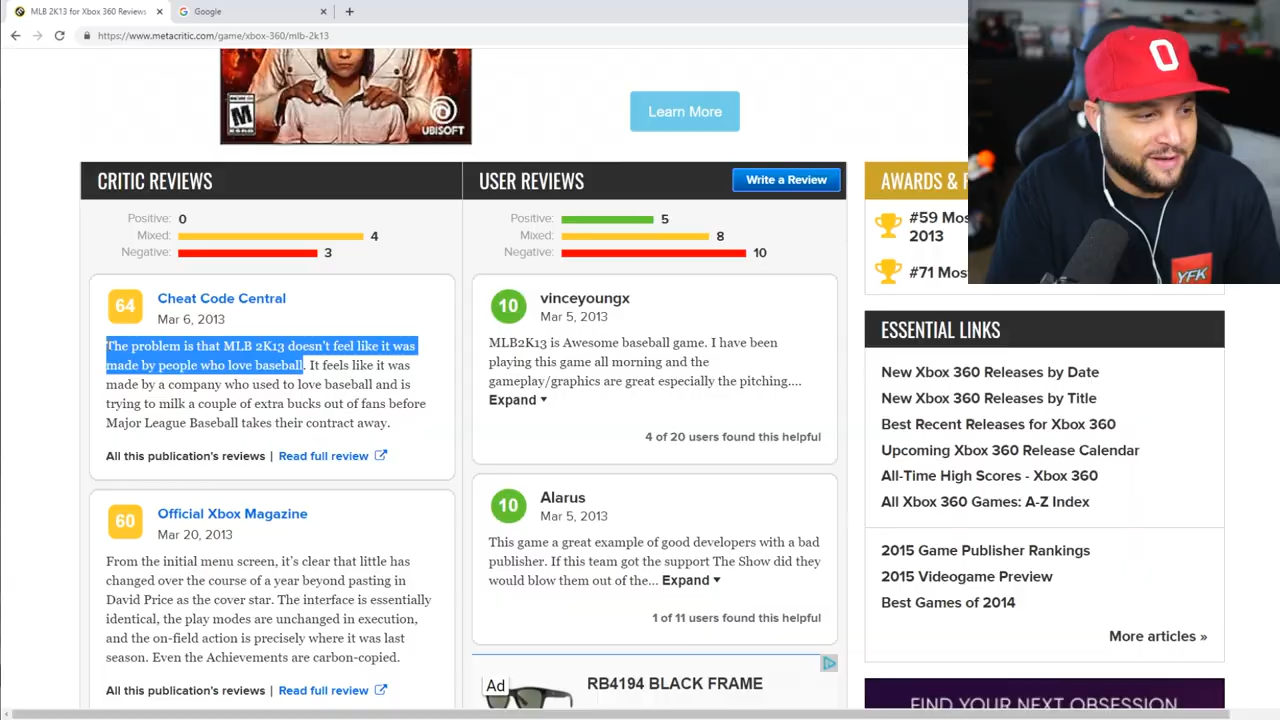 MLB 2K13 for Xbox 360 Reviews
Google
https://www.metacritic.com/game/xbox-360/mlb-2k13
M
UBISOFT
Learn More
CRITIC REVIEWS
Positive: 0
Mixed: 4
Negative: 3
64
Cheat Code Central
Mar 6, 2013
The problem is that MLB 2K13 doesn't feel like it was
made by people who love baseball. It feels like it was
made by a company who used to love baseball and is
trying to milk a couple of extra bucks out of fans before
Major League Baseball takes their contract away.
All this publication's reviews | Read full review
60
Official Xbox Magazine
Mar 20, 2013
From the initial menu screen, it's clear that little has
changed over the course of a year beyond pasting in
David Price as the cover star. The interface is essentially
identical, the play modes are unchanged in execution,
and the on-field action is precisely where it was last
season. Even the Achievements are carbon-copied.
All this publication's reviews | Read full review
USER REVIEWS
Write a Review
Positive: 5
Mixed: 8
Negative: 10
10
vinceyoungx
Mar 5, 2013
MLB2K13 is Awesome baseball game. I have been
playing this game all morning and the
gameplay/graphics are great especially the pitching....
Expand
4 of 20 users found this helpful
10
Alarus
Mar 5, 2013
This game a great example of good developers with a bad
publisher. If this team got the support The Show did they
would blow them out of the... Expand
1 of 11 users found this helpful
Ad
RB4194 BLACK FRAME
O
YFK
AWARDS &
#59 Mos
2013
#71 Mos
ESSENTIAL LINKS
New Xbox 360 Releases by Date
New Xbox 360 Releases by Title
Best Recent Releases for Xbox 360
Upcoming Xbox 360 Release Calendar
All-Time High Scores - Xbox 360
All Xbox 360 Games: A-Z Index
2015 Game Publisher Rankings
2015 Videogame Preview
Best Games of 2014
More articles »
FIND YOUR NEXT OBSESSION